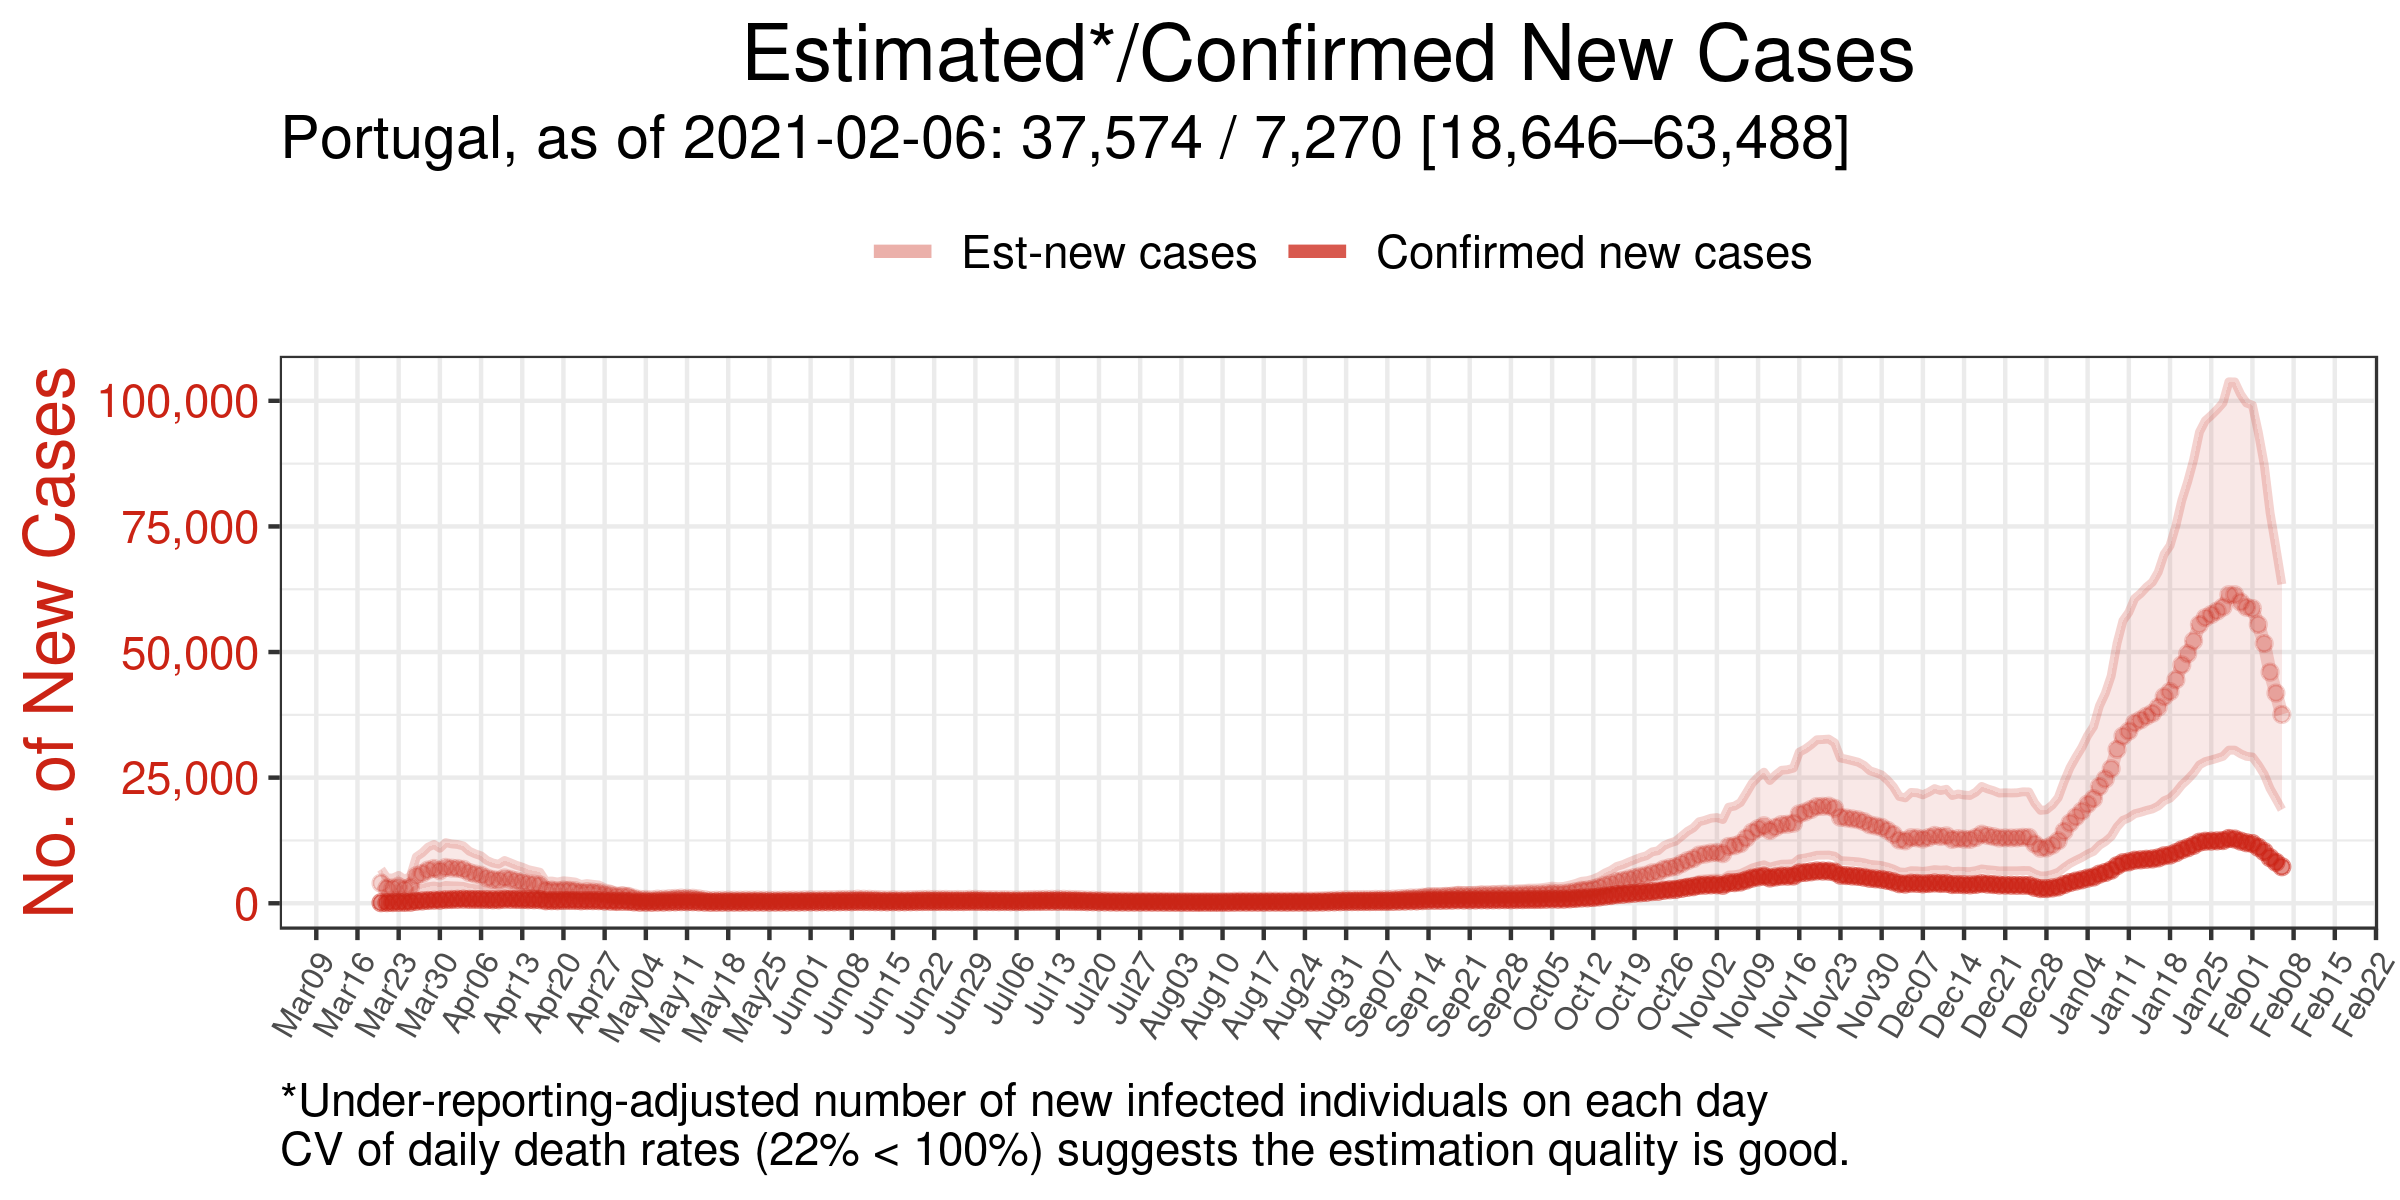 Estimated*/Confirmed New Cases
Portugal, as of 2021-02-06: 37,574 / 7,270 [18,646–63,488]
Est-new cases Confirmed new cases
No. of New Cases
100,000
75,000
50,000
25,000
0
Mar09 Mar16 Mar23 Mar30 Apr06 Apr13 Apr20 Apr27 May04 May11 May18 May25 Jun01 Jun08 Jun15 Jun22 Jun29 Jul06 Jul13 Jul20 Jul27 Aug03 Aug10 Aug17 Aug24 Aug31 Sep07 Sep14 Sep21 Sep28 Oct05 Oct12 Oct19 Oct26 Nov02 Nov09 Nov16 Nov23 Nov30 Dec07 Dec14 Dec21 Dec28 Jan04 Jan11 Jan18 Jan25 Feb01 Feb08 Feb15 Feb22
*Under-reporting-adjusted number of new infected individuals on each day
CV of daily death rates (22% < 100%) suggests the estimation quality is good.